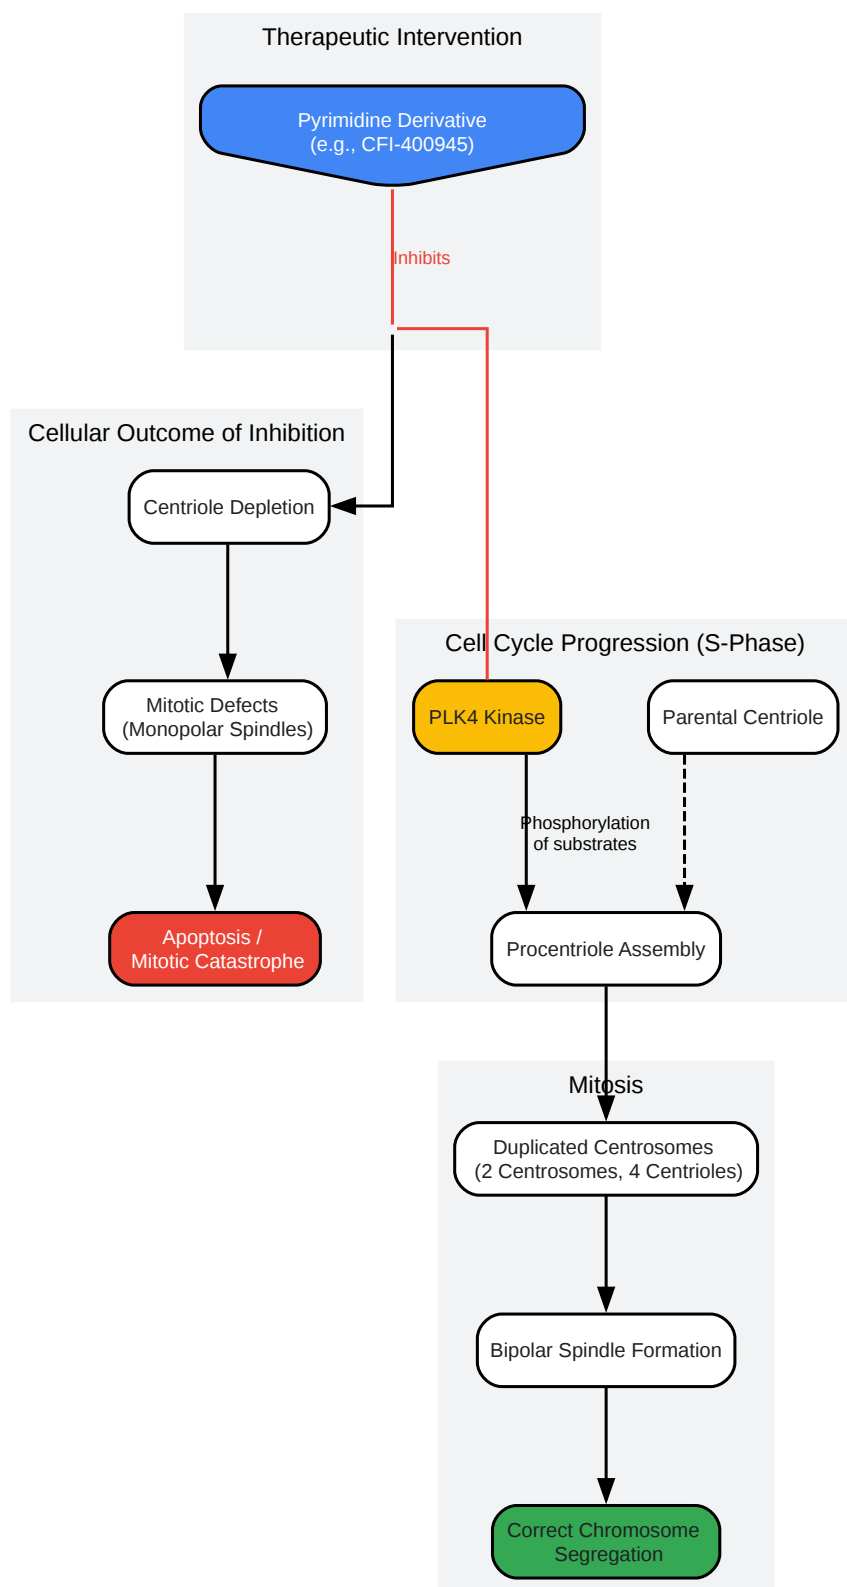 Therapeutic Intervention
Pyrimidine Derivative
(e.g., CFI-400945)
Inhibits
Cellular Outcome of Inhibition
Centriole Depletion
Mitotic Defects
(Monopolar Spindles)
Apoptosis /
Mitotic Catastrophe
Cell Cycle Progression (S-Phase)
PLK4 Kinase
Parental Centriole
Phosphorylation
of substrates
Procentriole Assembly
Mitosis
Duplicated Centrosomes
(2 Centrosomes, 4 Centrioles)
Bipolar Spindle Formation
Correct Chromosome
Segregation